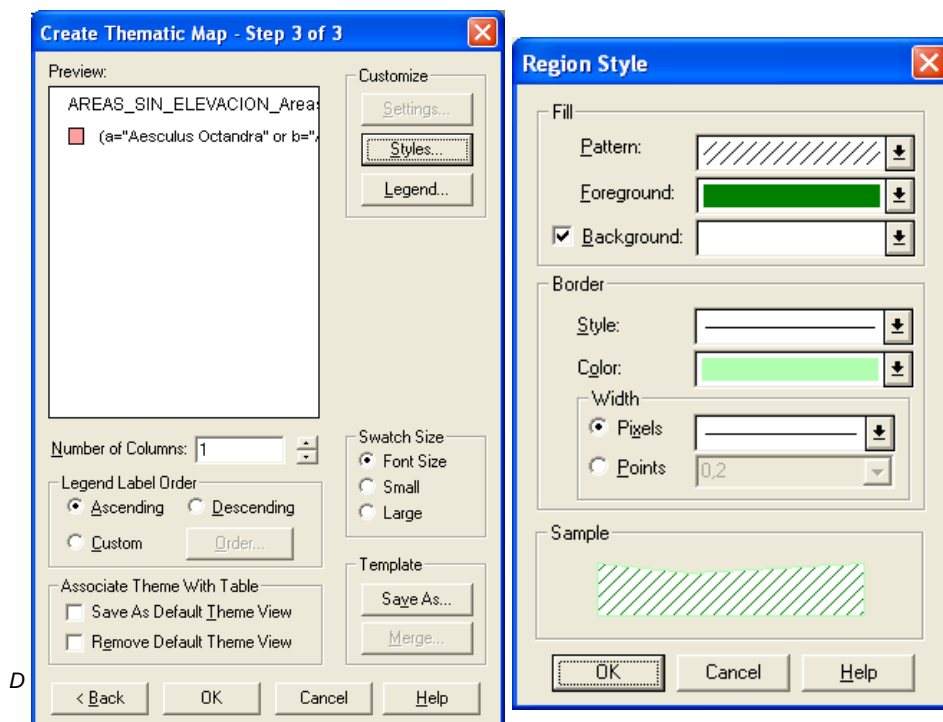 Create Thematic Map - Step 3 of 3
Preview:
AREAS_SIN_ELEVACION_Areas
(a="Aesculus Octandra" or b="A
Customize
Settings...
Styles...
Legend...
Number of Columns: 1
Swatch Size
Font Size
Small
Large
Legend Label Order
Ascending Descending
Custom Order...
Associate Theme With Table
Save As Default Theme View
Remove Default Theme View
Template
Save As...
Merge...
D
< Back OK Cancel Help
Region Style
Fill
Pattern:
Foreground:
Background:
Border
Style:
Color:
Width
Pixels
Points 0,2
Sample
OK Cancel Help